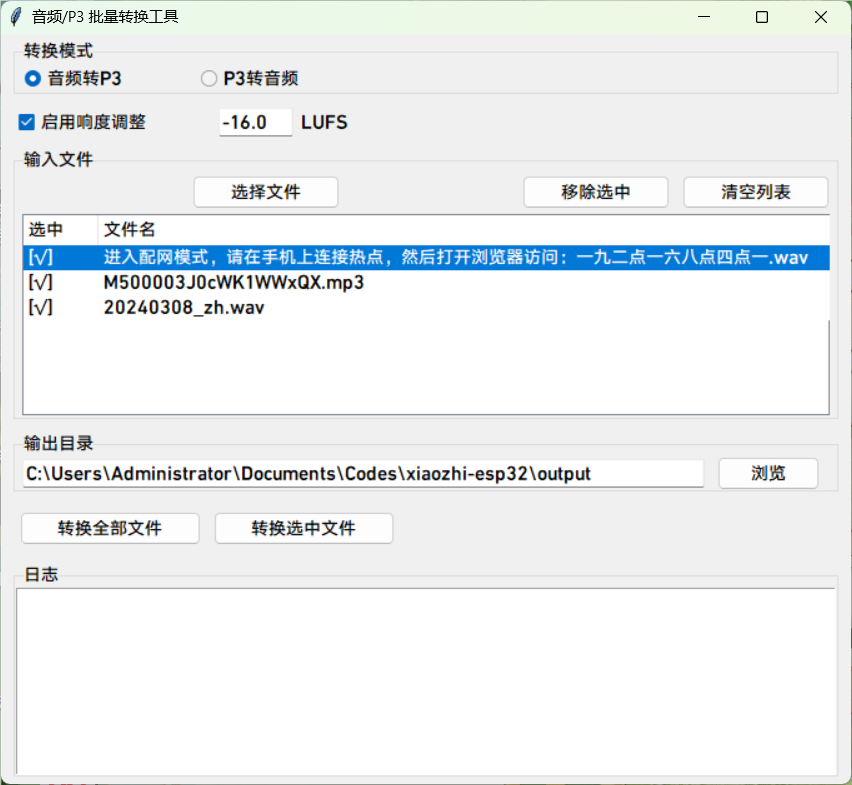 音频/P3 批量转换工具
转换模式
音频转P3 P3转音频
启用响度调整 -16.0 LUFS
输入文件
选择文件 移除选中 清空列表
选中 文件名
[√] 进入配网模式，请在手机上连接热点，然后打开浏览器访问：一九二点一六八点四点一.wav
[√] M500003J0cWK1WWxQX.mp3
[√] 20240308_zh.wav
输出目录
C:\Users\Administrator\Documents\Codes\xiaozhi-esp32\output 浏览
转换全部文件 转换选中文件
日志